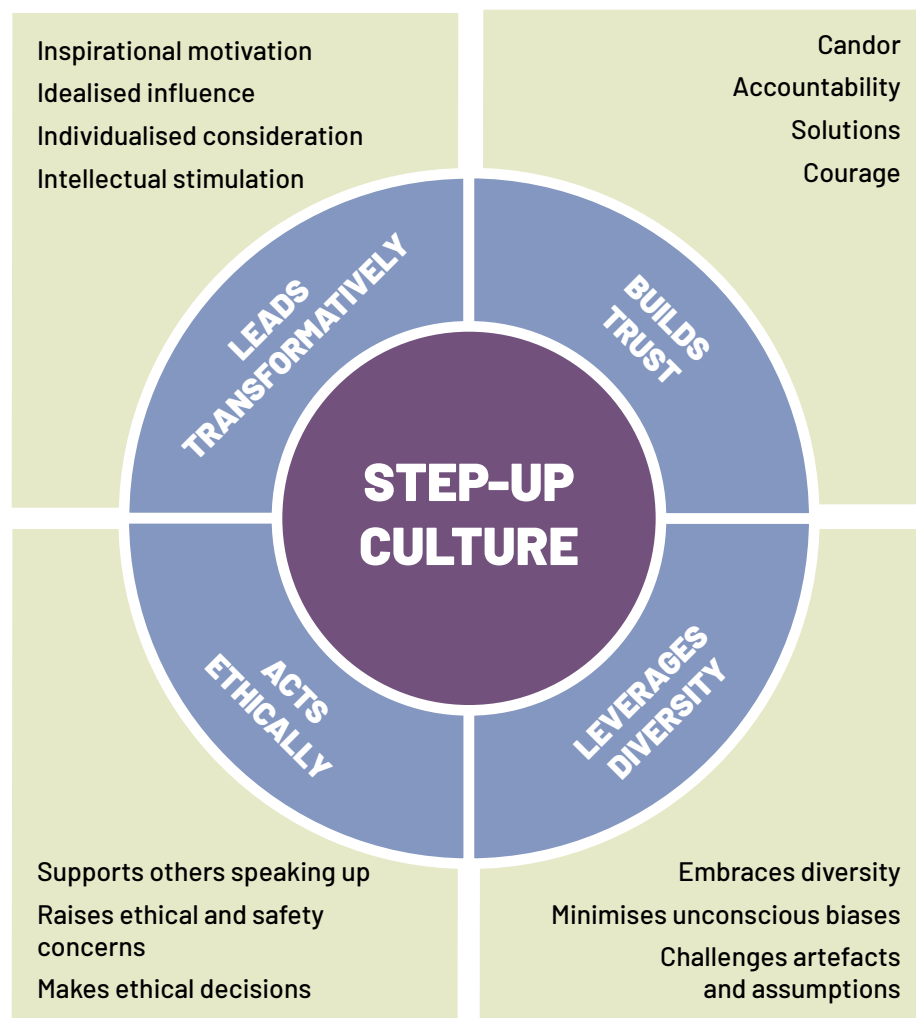 Inspirational motivation
Idealised influence
Individualised consideration
Intellectual stimulation
Candor
Accountability
Solutions
Courage
LEADS
TRANSFORMATIVELY
BUILDS
TRUST
STEP-UP
CULTURE
ACTS
ETHICALLY
LEVERAGES
DIVERSITY
Supports others speaking up
Raises ethical and safety
concerns
Makes ethical decisions
Embraces diversity
Minimises unconscious biases
Challenges artefacts
and assumptions